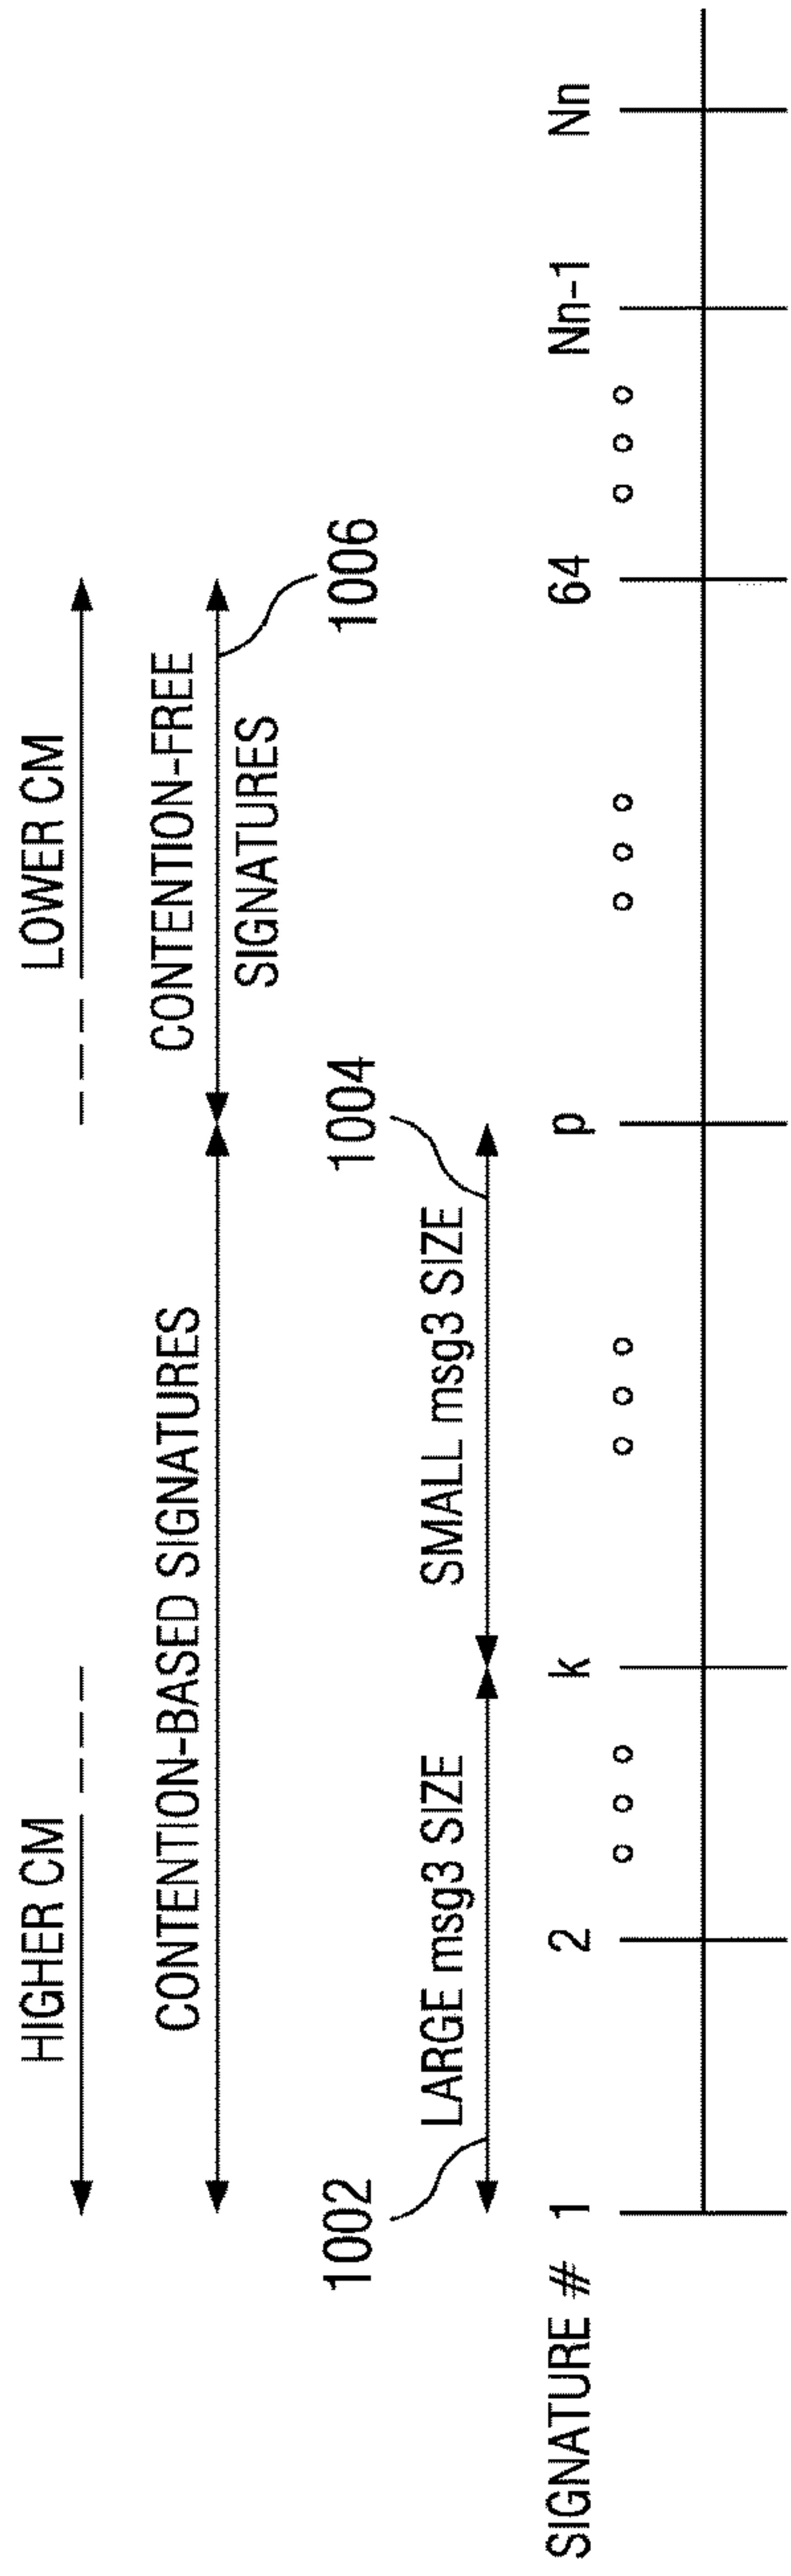 HIGHER CM
LOWER CM
CONTENTION-BASED SIGNATURES
CONTENTION-FREE
SIGNATURES
1006
1002
1004
LARGE msg3 SIZE
SMALL msg3 SIZE
SIGNATURE # 1 2 k p 64 Nn-1 Nn